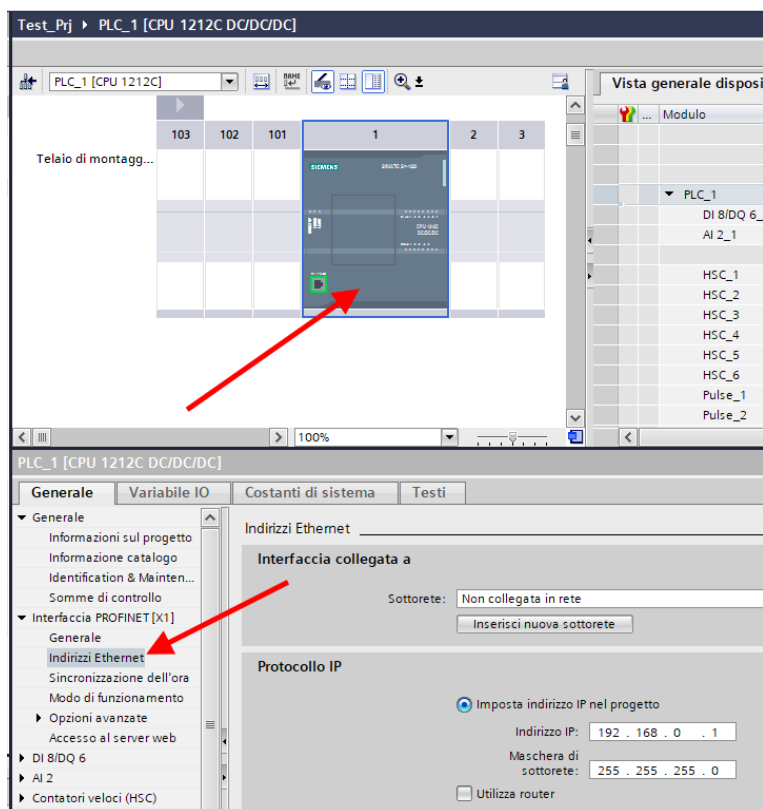 Test_Prj ▸ PLC_1 [CPU 1212C DC/DC/DC]
PLC_1 [CPU 1212C]
Vista generale disposi
... Modulo
103 102 101 1 2 3
Telaio di montagg...
SIEMENS
CPU 1212C
DC/DC/DC
PLC_1
DI 8/DQ 6_
AI 2_1
HSC_1
HSC_2
HSC_3
HSC_4
HSC_5
HSC_6
Pulse_1
Pulse_2
100%
PLC_1 [CPU 1212C DC/DC/DC]
Generale Variabile IO Costanti di sistema Testi
Generale
Informazioni sul progetto
Informazione catalogo
Identification & Mainten...
Somme di controllo
Interfaccia PROFINET [X1]
Generale
Indirizzi Ethernet
Sincronizzazione dell'ora
Modo di funzionamento
Opzioni avanzate
Accesso al server web
DI 8/DQ 6
AI 2
Contatori veloci (HSC)
Indirizzi Ethernet
Interfaccia collegata a
Sottorete: Non collegata in rete
Inserisci nuova sottorete
Protocollo IP
Imposta indirizzo IP nel progetto
Indirizzo IP: 192 . 168 . 0 . 1
Maschera di
sottorete: 255 . 255 . 255 . 0
Utilizza router